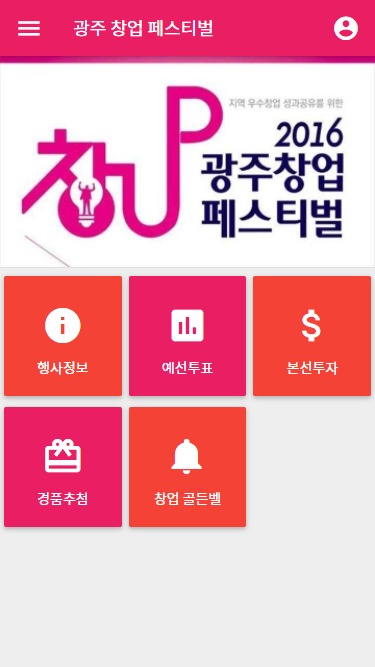 광주 창업 페스티벌
지역 우수창업 성과공유를 위한
창UP
2016
광주창업
페스티벌
행사정보
예선투표
본선투자
경품추첨
창업 골든벨